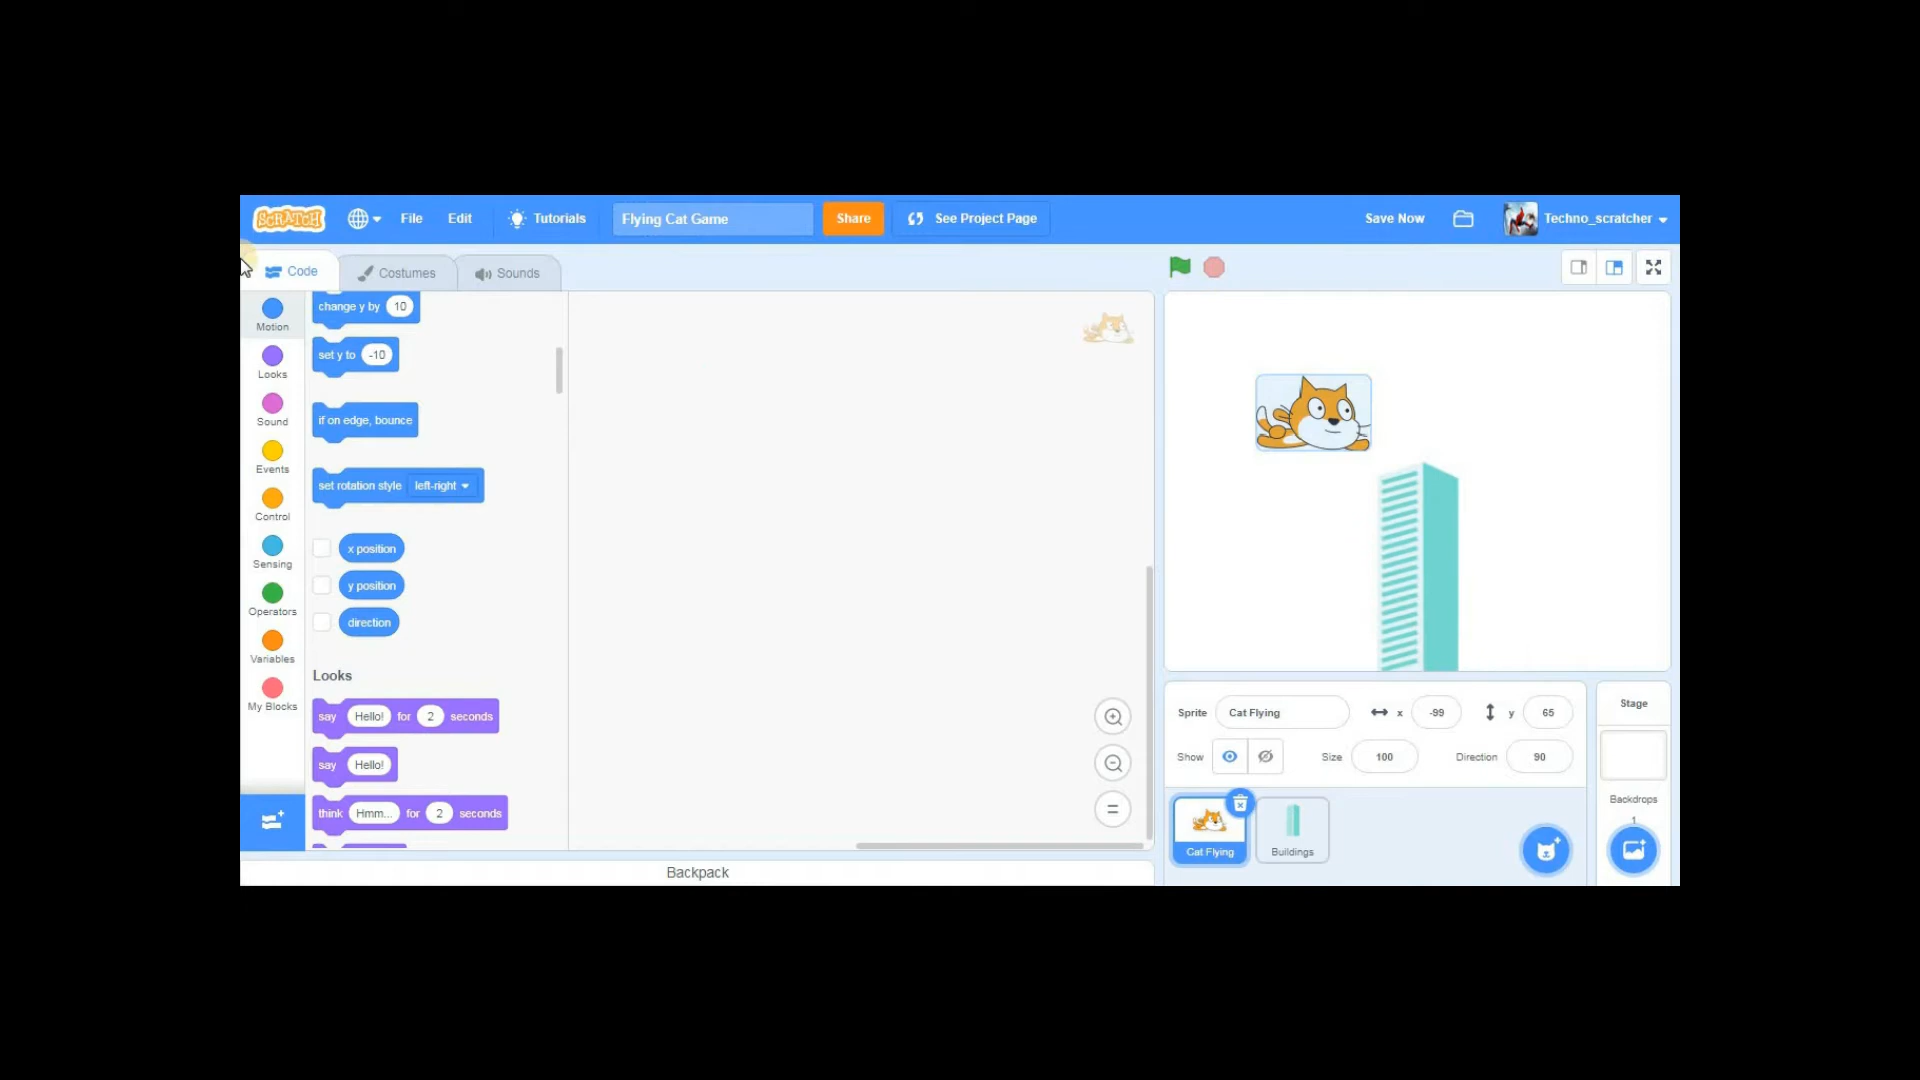 SCRATCH
File
Edit
Tutorials
Flying Cat Game
Share
See Project Page
Save Now
Techno_scratcher
Code
Costumes
Sounds
Motion
Looks
Sound
Events
Control
Sensing
Operators
Variables
My Blocks
change y by 10
set y to -10
if on edge, bounce
set rotation style left-right
x position
y position
direction
Looks
say Hello! for 2 seconds
say Hello!
think Hmm... for 2 seconds
Backpack
Sprite Cat Flying x -99 y 65
Show Size 100 Direction 90
Cat Flying
Buildings
Stage
Backdrops
1